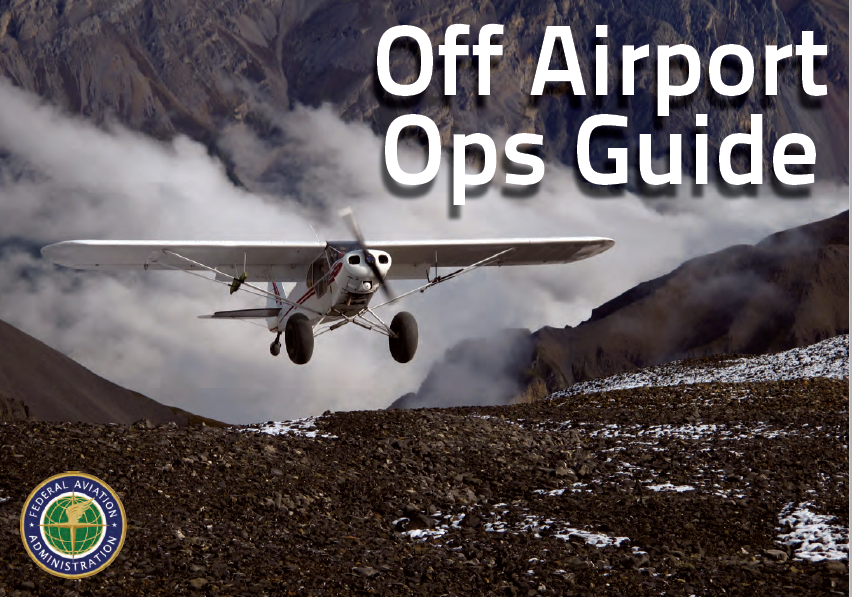 Off Airport
Ops Guide
FEDERAL AVIATION
ADMINISTRATION